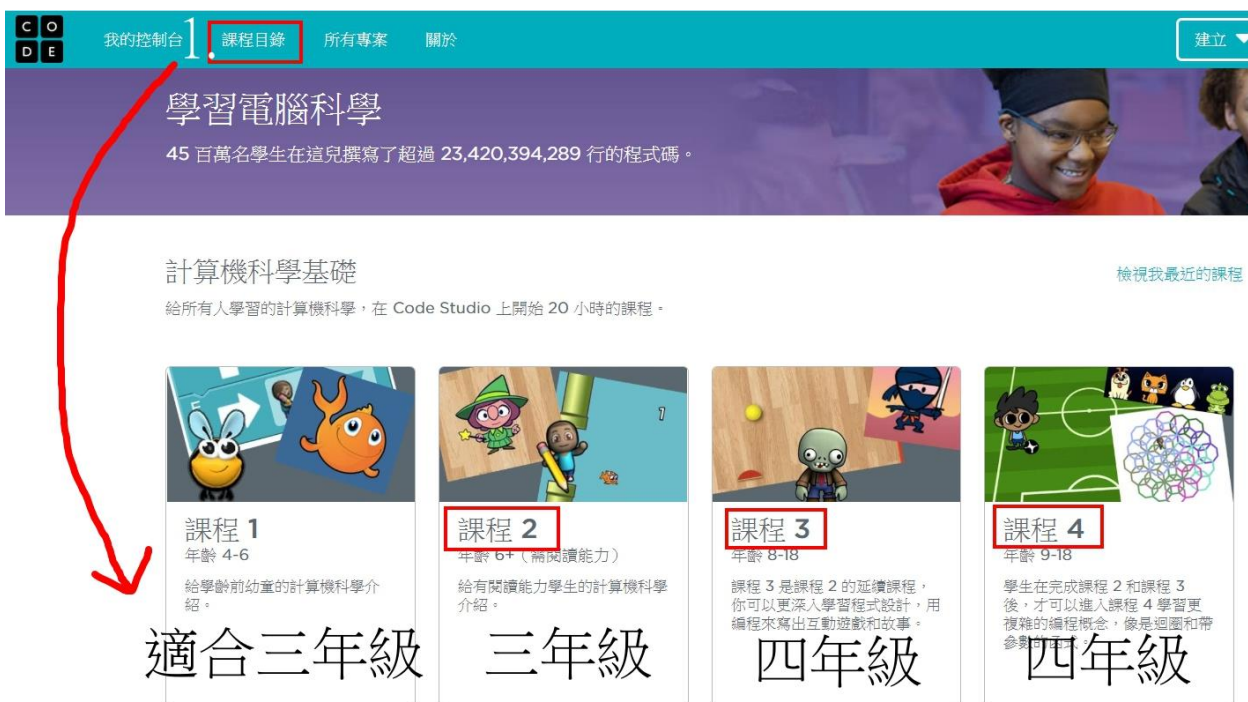 CODE
我的控制台
1.
課程目錄
所有專案
關於
建立
學習電腦科學
45 百萬名學生在這兒撰寫了超過 23,420,394,289 行的程式碼。
計算機科學基礎
檢視我最近的課程
給所有人學習的計算機科學，在 Code Studio 上開始 20 小時的課程。
E
課程 1
年齡 4-6
給學齡前幼童的計算機科學介
紹。
適合三年級
1
課程 2
年齡 6+（需閱讀能力）
給有閱讀能力學生的計算機科學
介紹。
三年級
課程 3
年齡 8-18
課程 3 是課程 2 的延續課程，
你可以更深入學習程式設計，用
編程來寫出互動遊戲和故事。
四年級
課程 4
年齡 9-18
學生在完成課程 2 和課程 3
後，才可以進入課程 4 學習更
複雜的編程概念，像是迴圈和帶
參數的函式。
四年級